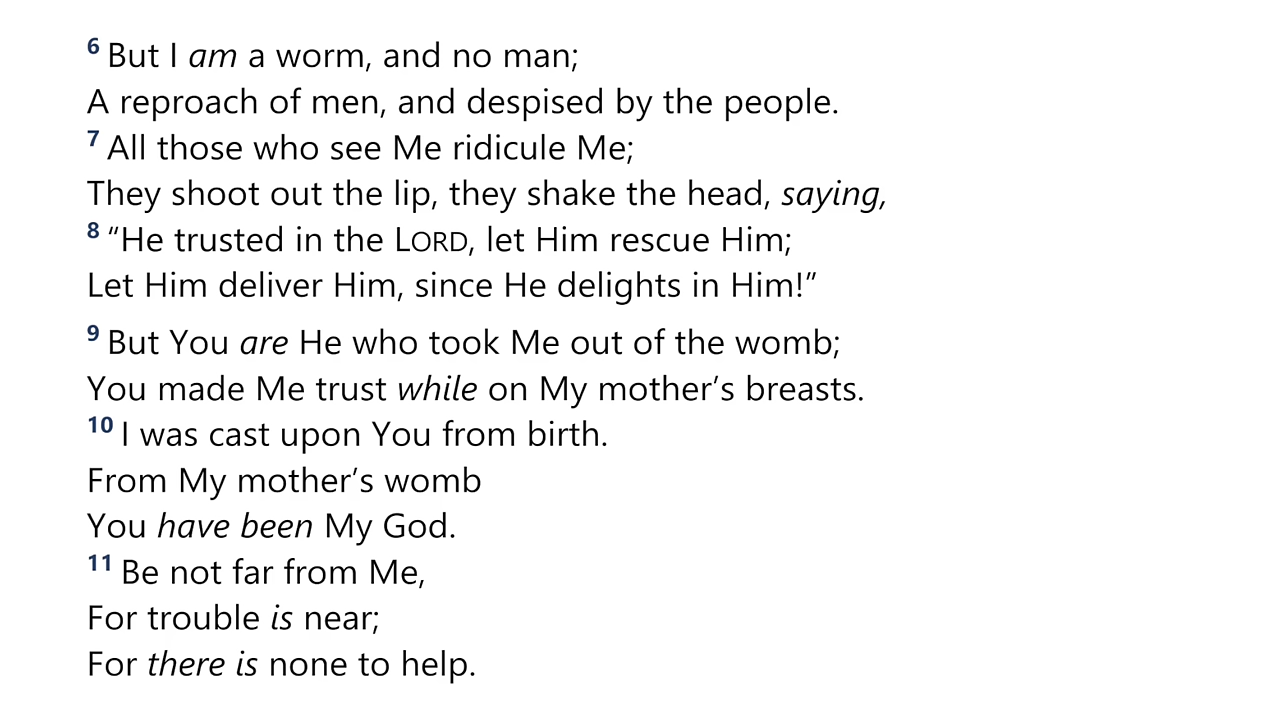 6 But I am a worm, and no man;
A reproach of men, and despised by the people.
7 All those who see Me ridicule Me;
They shoot out the lip, they shake the head, saying,
8 “He trusted in the LORD, let Him rescue Him;
Let Him deliver Him, since He delights in Him!”
9 But You are He who took Me out of the womb;
You made Me trust while on My mother’s breasts.
10 I was cast upon You from birth.
From My mother’s womb
You have been My God.
11 Be not far from Me,
For trouble is near;
For there is none to help.